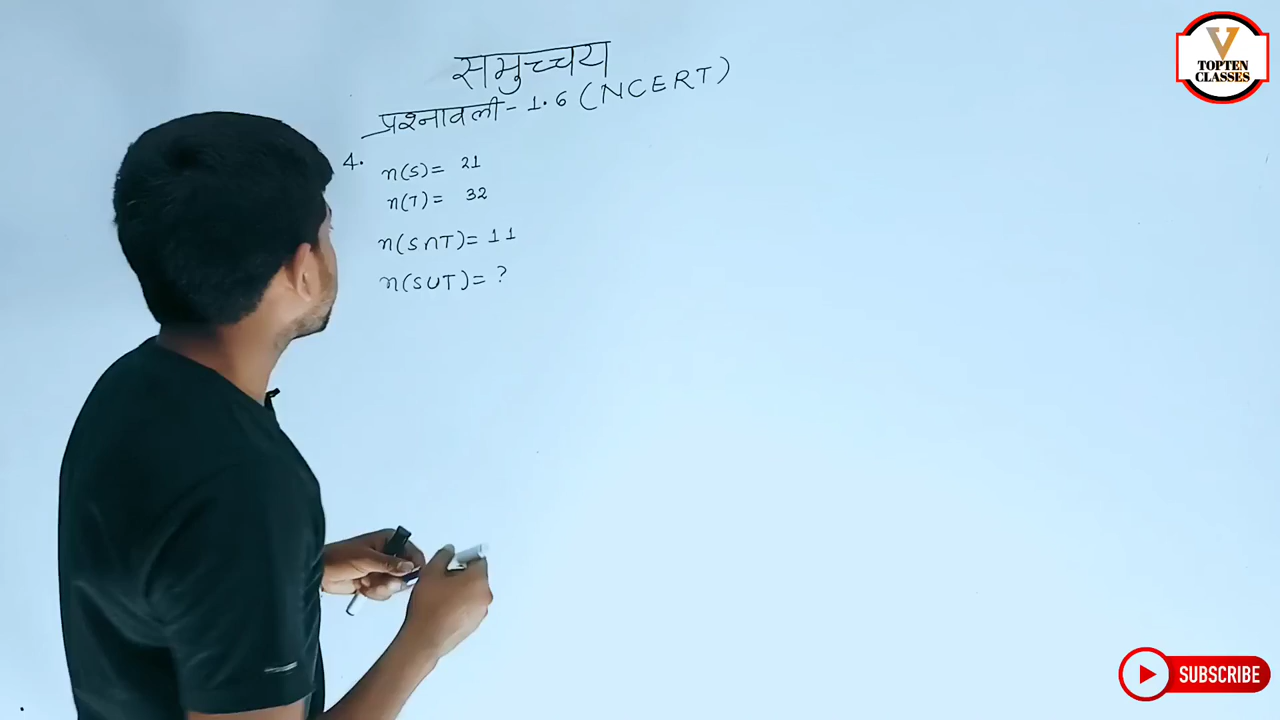 समुच्चय
प्रश्नावली - 1.6 (NCERT)
4. n(S) = 21
n(T) = 32
n(S∩T) = 11
n(S∪T) = ?
V
TOPTEN
CLASSES
SUBSCRIBE